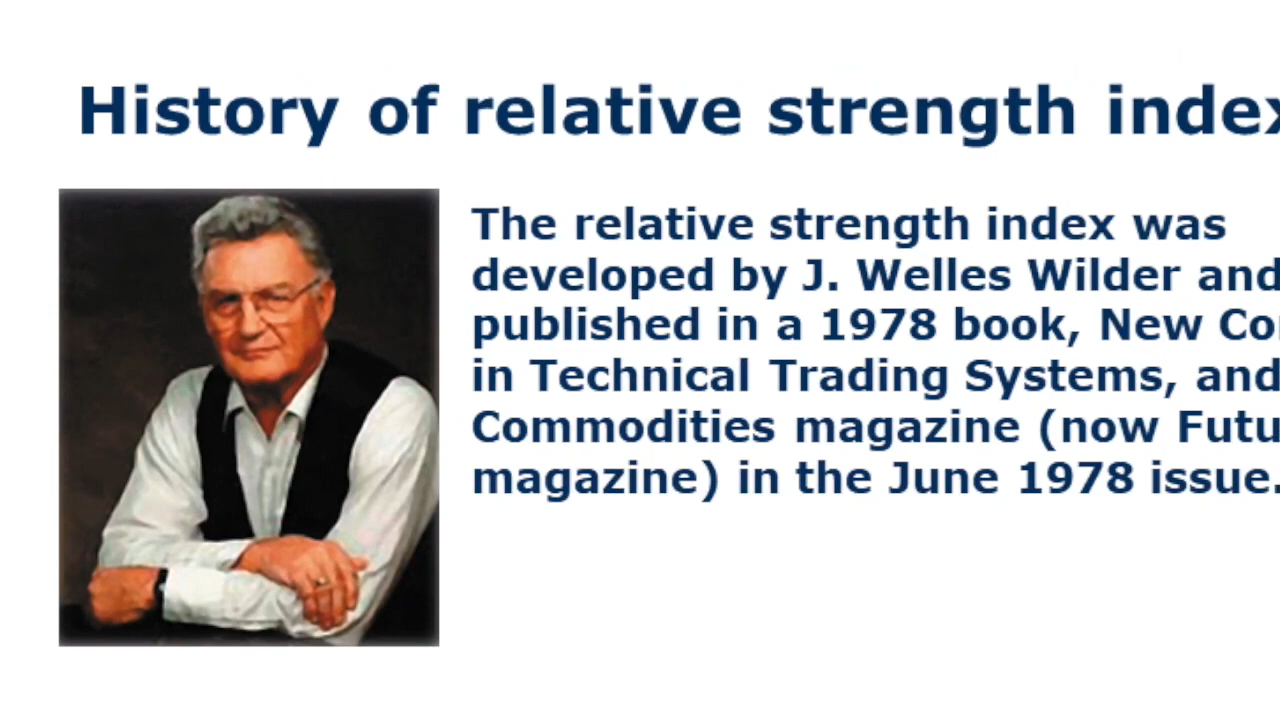 History of relative strength index
The relative strength index was
developed by J. Welles Wilder and
published in a 1978 book, New
in Technical Trading Systems, and
Commodities magazine (now
magazine) in the June 1978 issue.